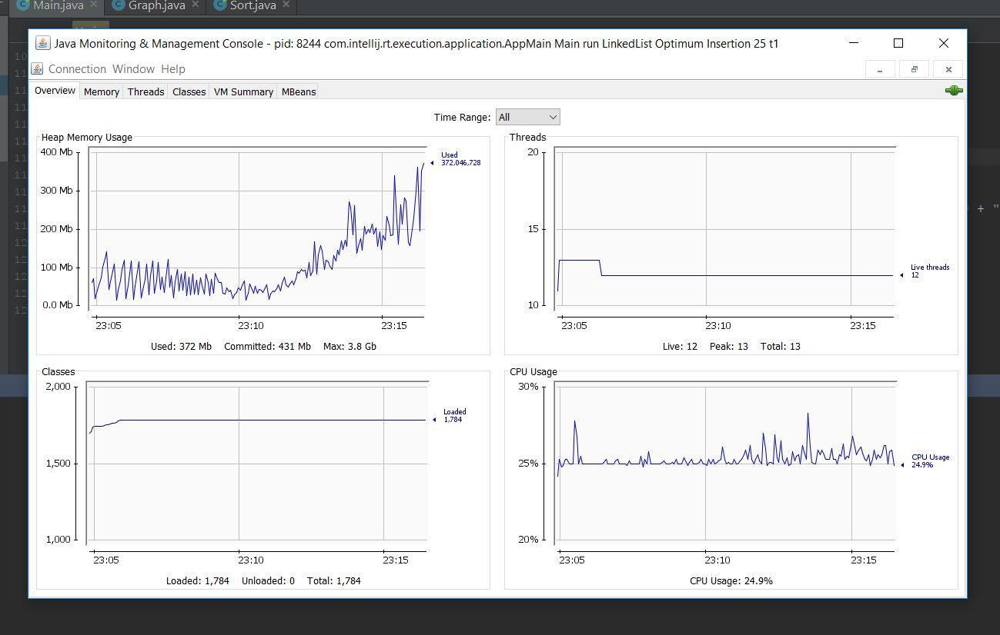 Main.java × Graph.java × Sort.java ×
Java Monitoring & Management Console - pid: 8244 com.intellij.rt.execution.application.AppMain Main run LinkedList Optimum Insertion 25 t1
Connection Window Help
Overview Memory Threads Classes VM Summary MBeans
Time Range: All
Heap Memory Usage
400 Mb
300 Mb
200 Mb
100 Mb
0.0 Mb
Used
372,046,728
23:05 23:10 23:15
Used: 372 Mb Committed: 431 Mb Max: 3.8 Gb
Threads
20
15
10
Live threads
12
23:05 23:10 23:15
Live: 12 Peak: 13 Total: 13
+ "
Classes
2,000
1,500
1,000
Loaded
1,784
23:05 23:10 23:15
Loaded: 1,784 Unloaded: 0 Total: 1,784
CPU Usage
30%
25%
20%
CPU Usage
24.9%
23:05 23:10 23:15
CPU Usage: 24.9%